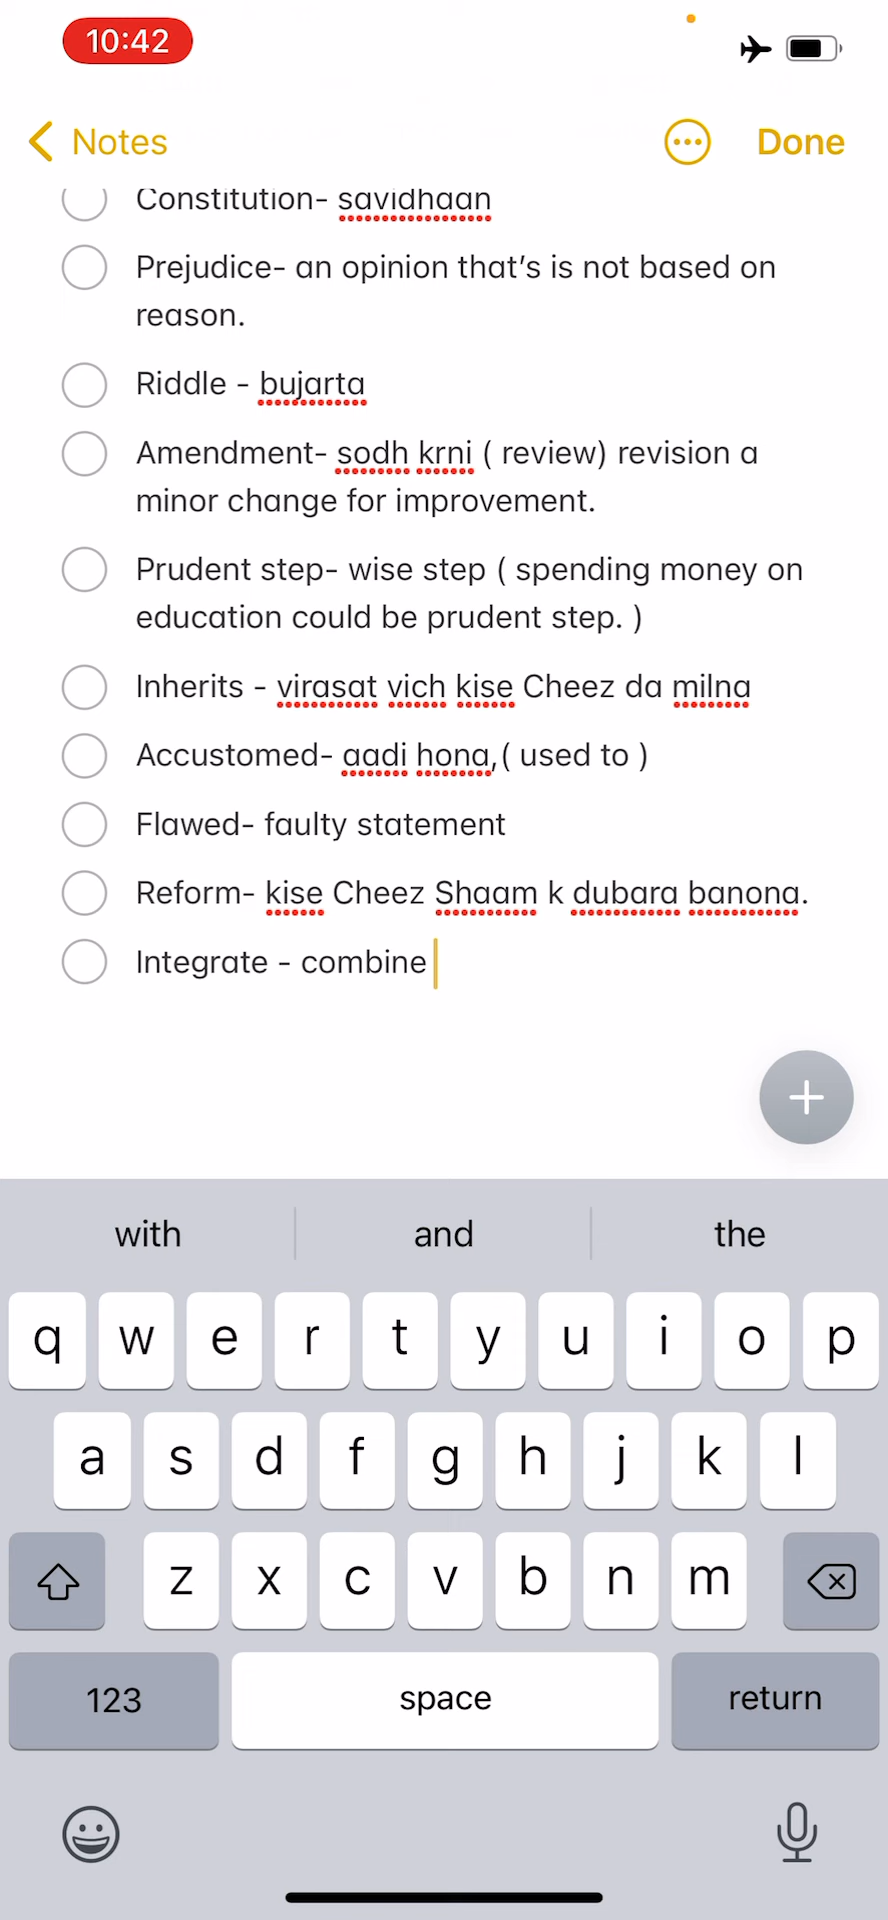 10:42
Notes
Done
Constitution- savidhaan
Prejudice- an opinion that's is not based on
reason.
Riddle - bujarta
Amendment- sodh krni ( review) revision a
minor change for improvement.
Prudent step- wise step ( spending money on
education could be prudent step. )
Inherits - virasat vich kise Cheez da milna
Accustomed- aadi hona,( used to )
Flawed- faulty statement
Reform- kise Cheez Shaam k dubara banona.
Integrate - combine
with and the
q w e r t y u i o p
a s d f g h j k l
z x c v b n m
123 space return